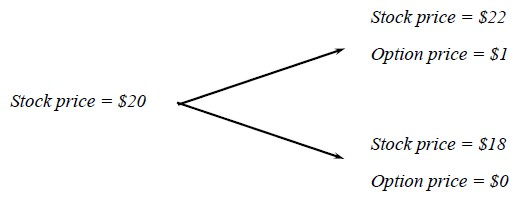 Stock price = $22
Option price = $1
Stock price = $20
Stock price = $18
Option price = $0